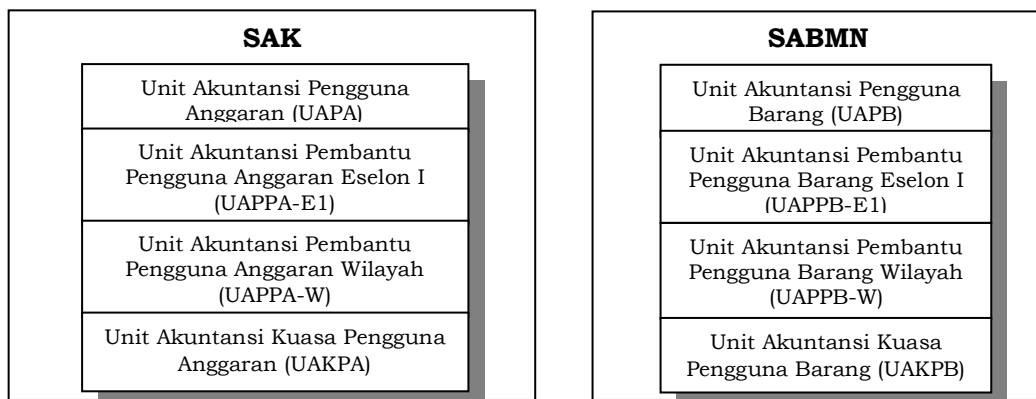 SAK
Unit Akuntansi Pengguna
Anggaran (UAPA)
Unit Akuntansi Pembantu
Pengguna Anggaran Eselon I
(UAPPA-E1)
Unit Akuntansi Pembantu
Pengguna Anggaran Wilayah
(UAPPA-W)
Unit Akuntansi Kuasa Pengguna
Anggaran (UAKPA)
SABMN
Unit Akuntansi Pengguna
Barang (UAPB)
Unit Akuntansi Pembantu
Pengguna Barang Eselon I
(UAPPB-E1)
Unit Akuntansi Pembantu
Pengguna Barang Wilayah
(UAPPB-W)
Unit Akuntansi Kuasa
Pengguna Barang (UAKPB)